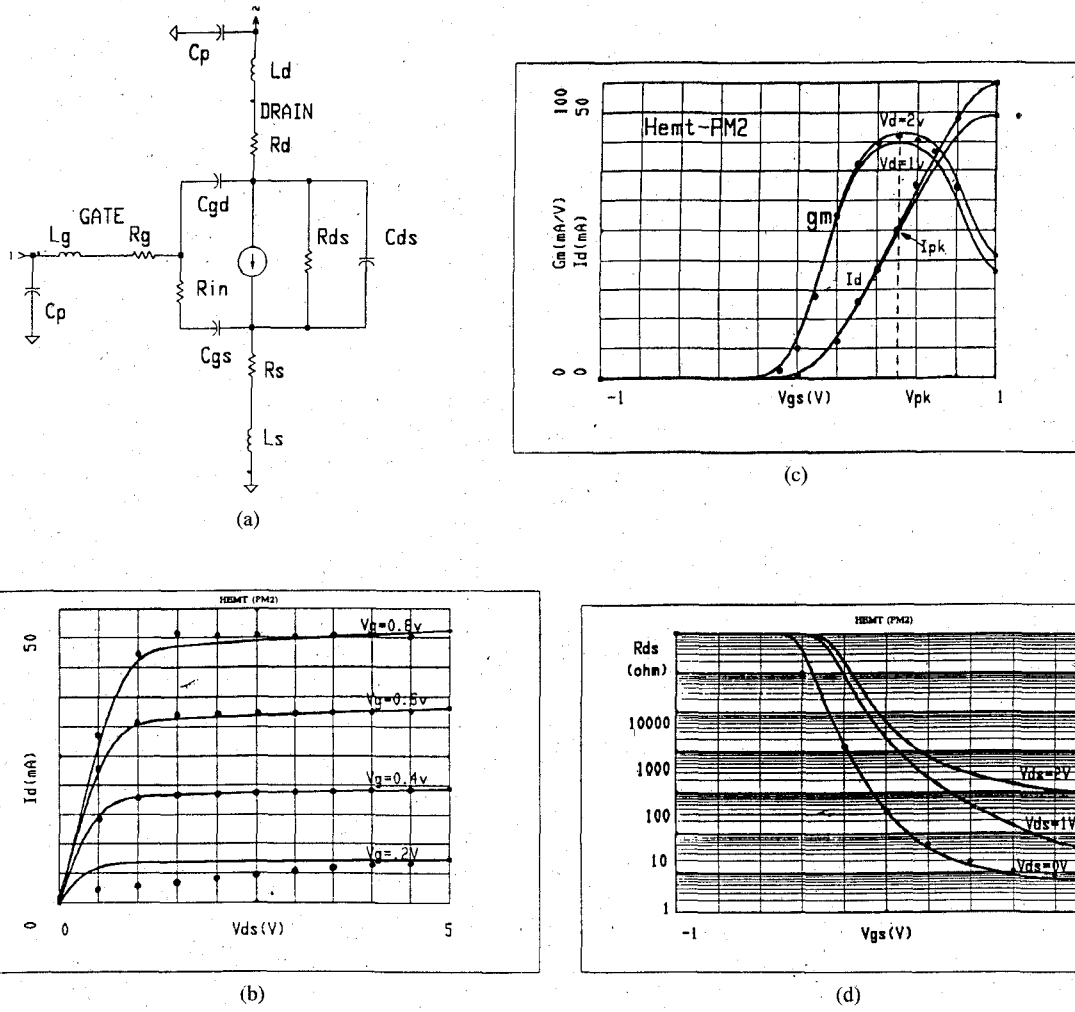 Cp
Ld
DRAIN
Rd
Cgd
GATE
Lg
Rg
Rds
Cds
Rin
Cp
Cgs
Rs
Ls
(a)
100
50
Hemt-PM2
Vd=2v
Vd=1v
gm
Ipk
Id
Gm(mA/V)
Id(mA)
0
0
-1
Vgs(V)
Vpk
1
(c)
HEMT (PM2)
50
Vg=0.8v
Vg=0.6v
Vg=0.4v
Vg=.2V
Id(mA)
0
0
Vds(V)
5
(b)
HEMT (PM2)
Rds
(ohm)
10000
1000
100
10
1
Vds=2V
Vds=1V
Vds=0V
-1
Vgs(V)
(d)